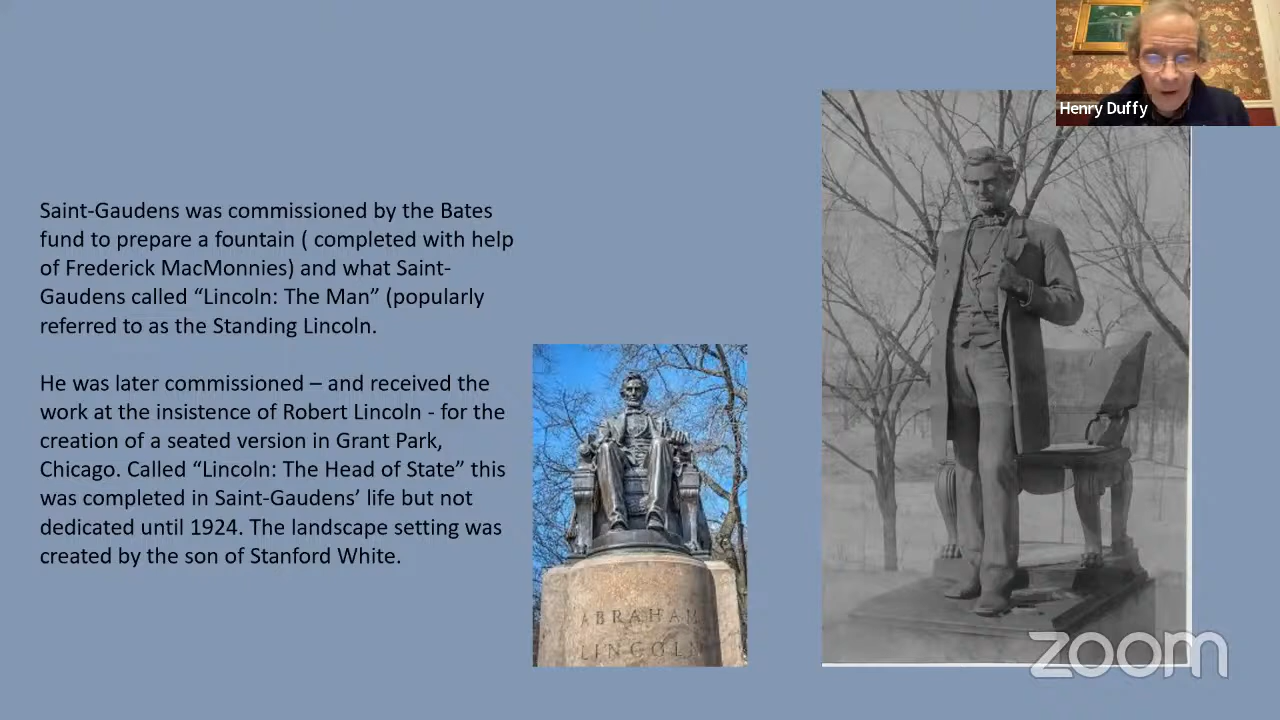 Henry Duffy
Saint-Gaudens was commissioned by the Bates
fund to prepare a fountain ( completed with help
of Frederick MacMonnies) and what Saint-
Gaudens called “Lincoln: The Man” (popularly
referred to as the Standing Lincoln.
He was later commissioned – and received the
work at the insistence of Robert Lincoln - for the
creation of a seated version in Grant Park,
Chicago. Called “Lincoln: The Head of State” this
was completed in Saint-Gaudens’ life but not
dedicated until 1924. The landscape setting was
created by the son of Stanford White.
ABRAHAM
LINCOLN
zoom